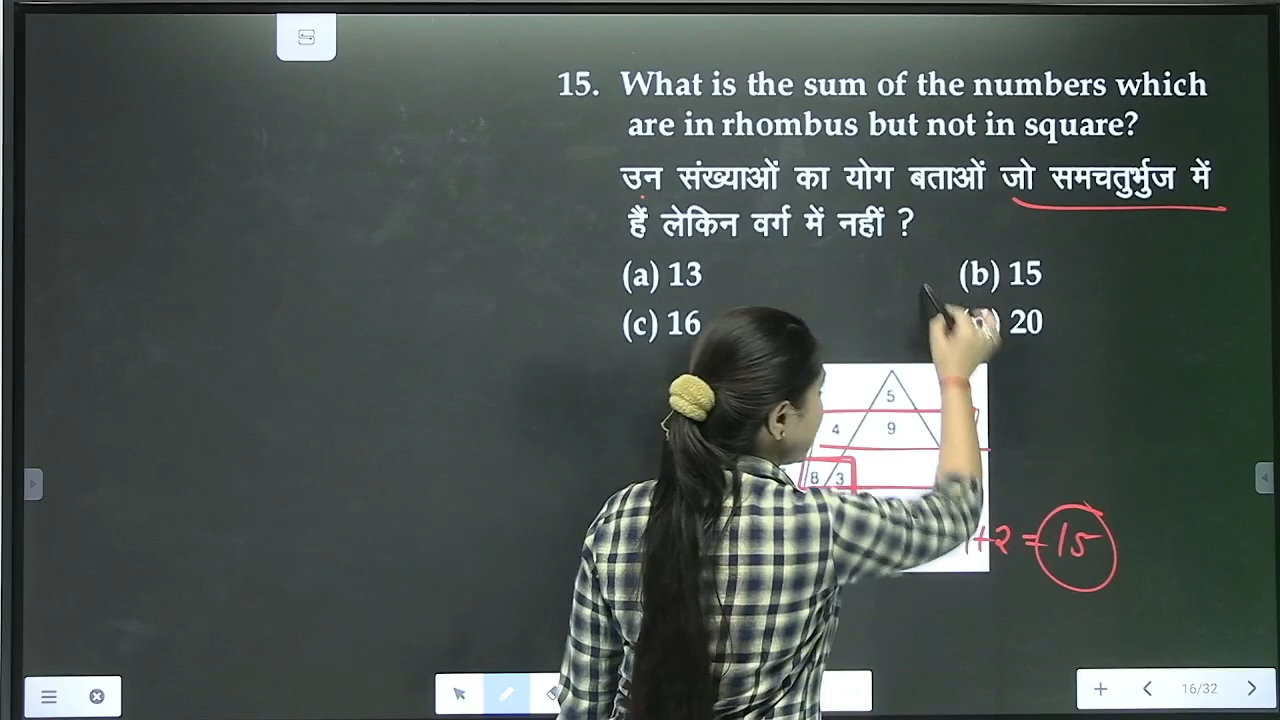 15. What is the sum of the numbers which
are in rhombus but not in square?
उन संख्याओं का योग बताओं जो समचतुर्भुज में
हैं लेकिन वर्ग में नहीं ?
(a) 13 (b) 15
(c) 16 20
5
4 9
8 3
+2 = 15
16/32